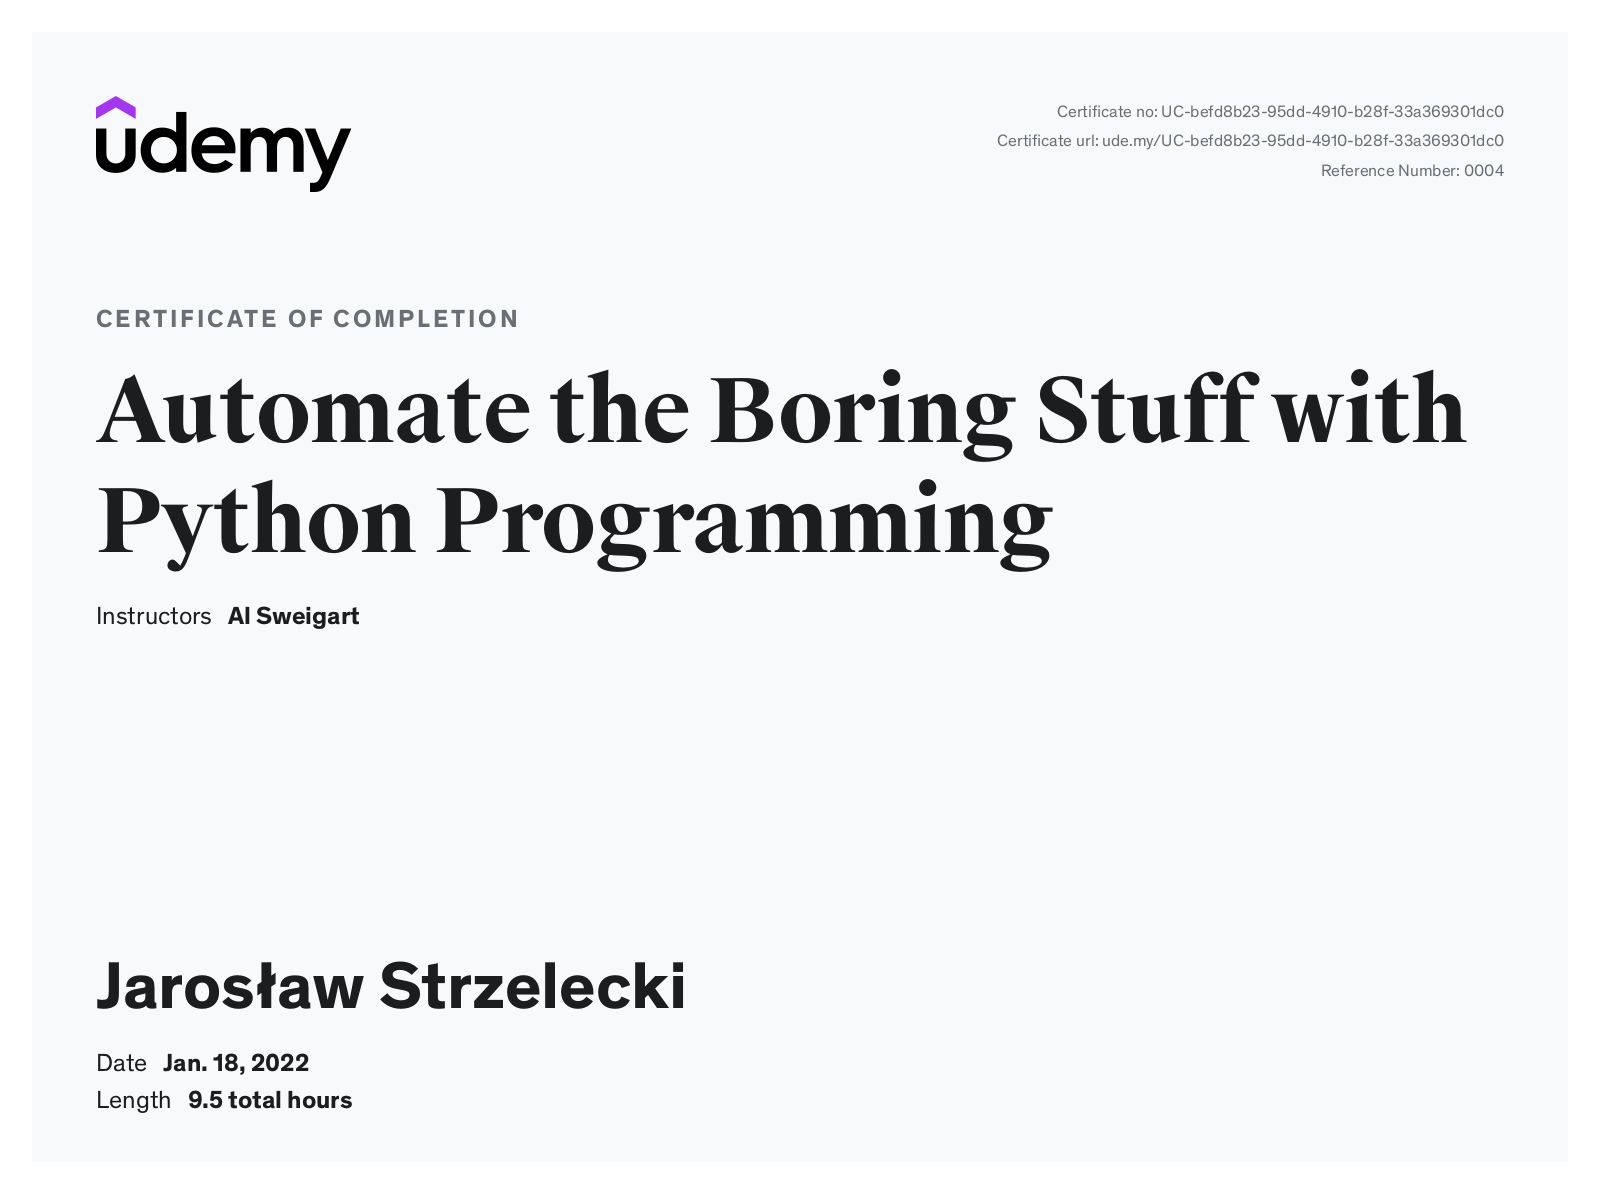 udemy
Certificate no: UC-befd8b23-95dd-4910-b28f-33a369301dc0
Certificate url: ude.my/UC-befd8b23-95dd-4910-b28f-33a369301dc0
Reference Number: 0004
CERTIFICATE OF COMPLETION
Automate the Boring Stuff with
Python Programming
Instructors Al Sweigart
Jarosław Strzelecki
Date Jan. 18, 2022
Length 9.5 total hours